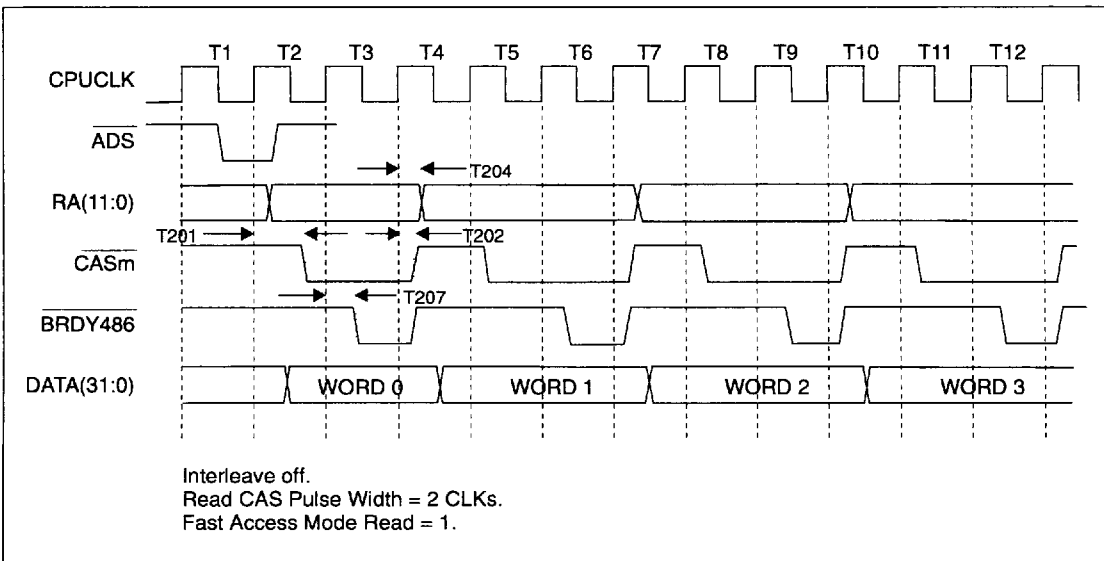 T1 T2 T3 T4 T5 T6 T7 T8 T9 T10 T11 T12
CPUCLK
ADS
T204
RA(11:0)
T201 T202
CASm
T207
BRDY486
DATA(31:0) WORD 0 WORD 1 WORD 2 WORD 3
Interleave off.
Read CAS Pulse Width = 2 CLKs.
Fast Access Mode Read = 1.